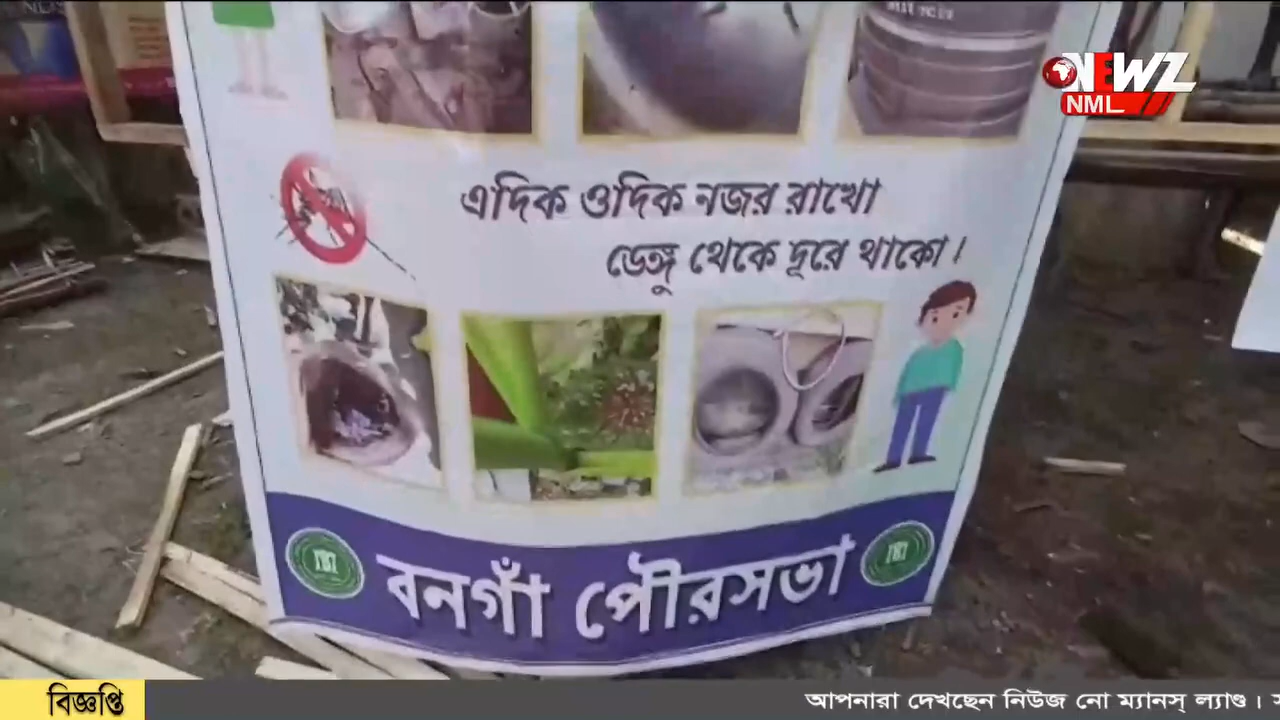 NEWZ
NML
এদিক ওদিক নজর রাখো
ডেঙ্গু থেকে দূরে থাকো।
বনগাঁ পৌরসভা
বিজ্ঞপ্তি
আপনারা দেখছেন নিউজ নো ম্যানস্ ল্যাণ্ড।